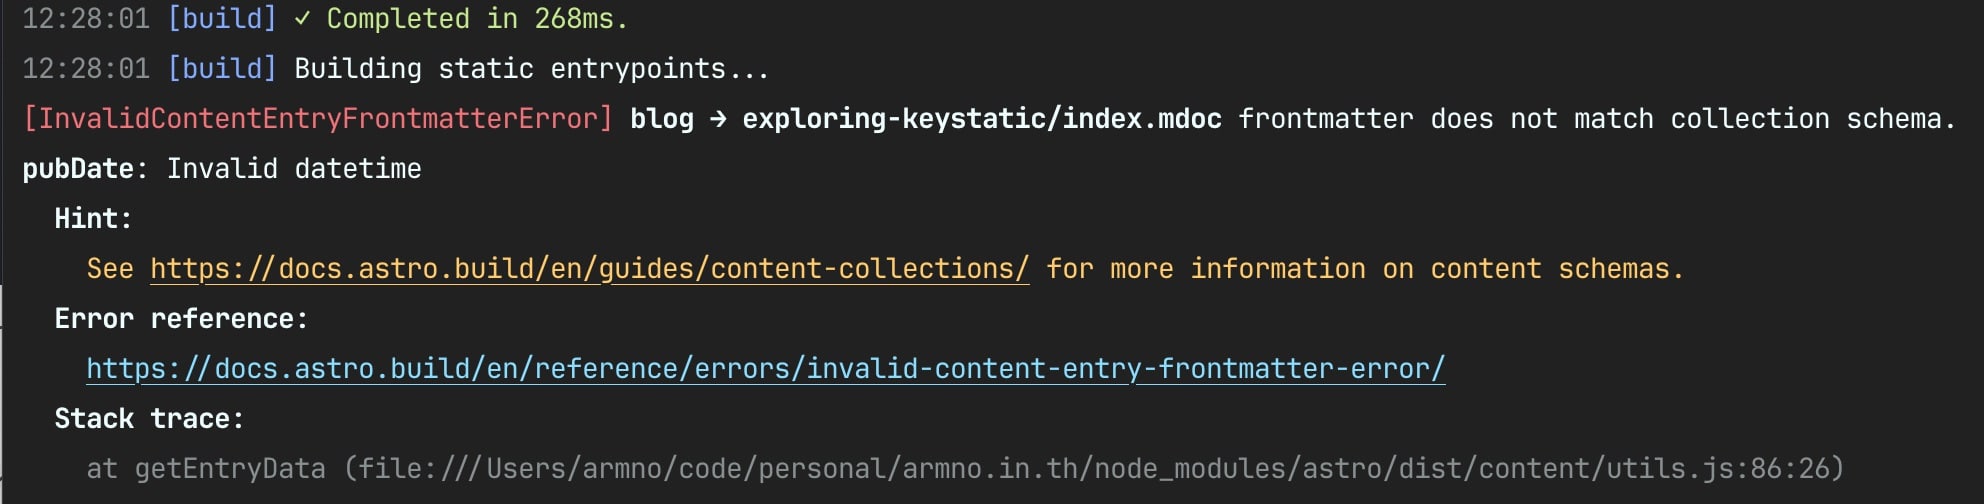 12:28:01 [build] ✓ Completed in 268ms.
12:28:01 [build] Building static entrypoints...
[InvalidContentEntryFrontmatterError] blog → exploring-keystatic/index.mdoc frontmatter does not match collection schema.
pubDate: Invalid datetime
Hint:
See https://docs.astro.build/en/guides/content-collections/ for more information on content schemas.
Error reference:
https://docs.astro.build/en/reference/errors/invalid-content-entry-frontmatter-error/
Stack trace:
at getEntryData (file:///Users/armno/code/personal/armno.in.th/node_modules/astro/dist/content/utils.js:86:26)